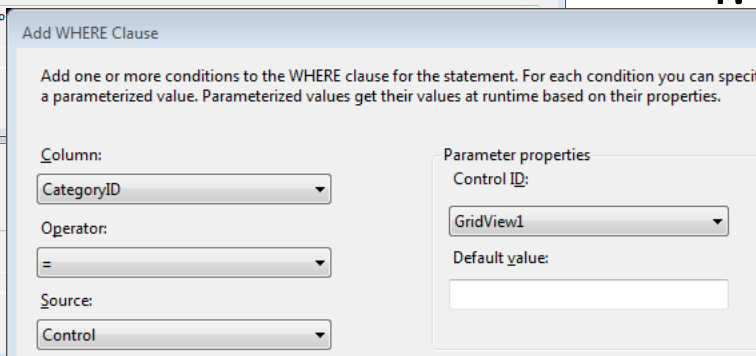 Add WHERE Clause
Add one or more conditions to the WHERE clause for the statement. For each condition you can
a parameterized value. Parameterized values get their values at runtime based on their properties.
Column:
CategoryID
Operator:
=
Source:
Control
Parameter properties
Control ID:
GridView1
Default value: